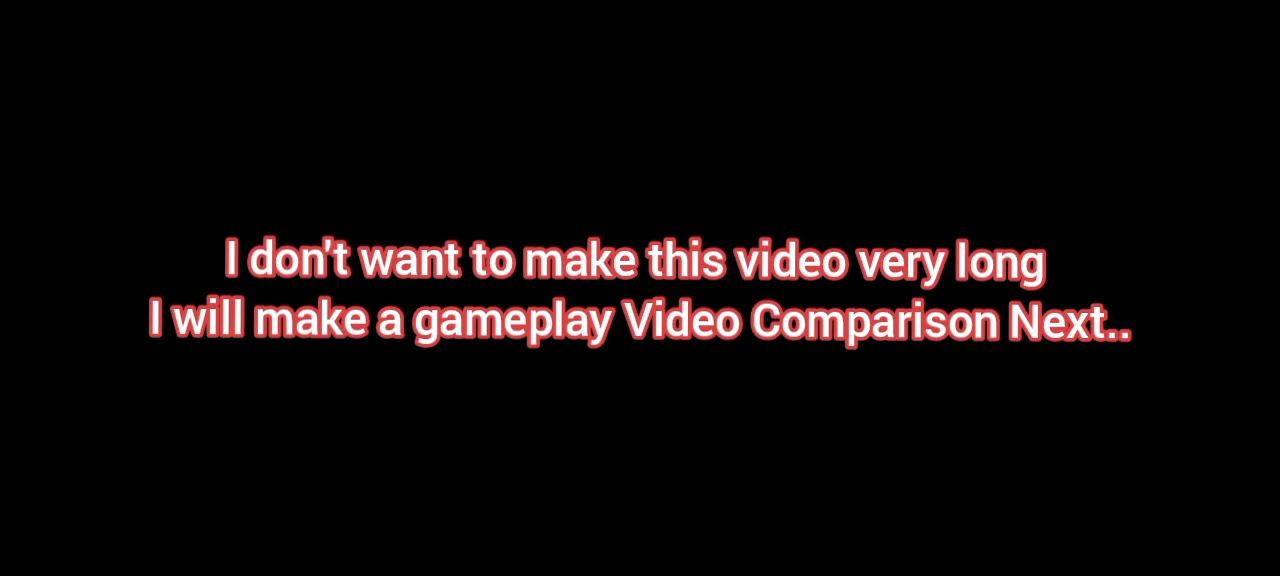 I don't want to make this video very long
I will make a gameplay Video Comparison Next..